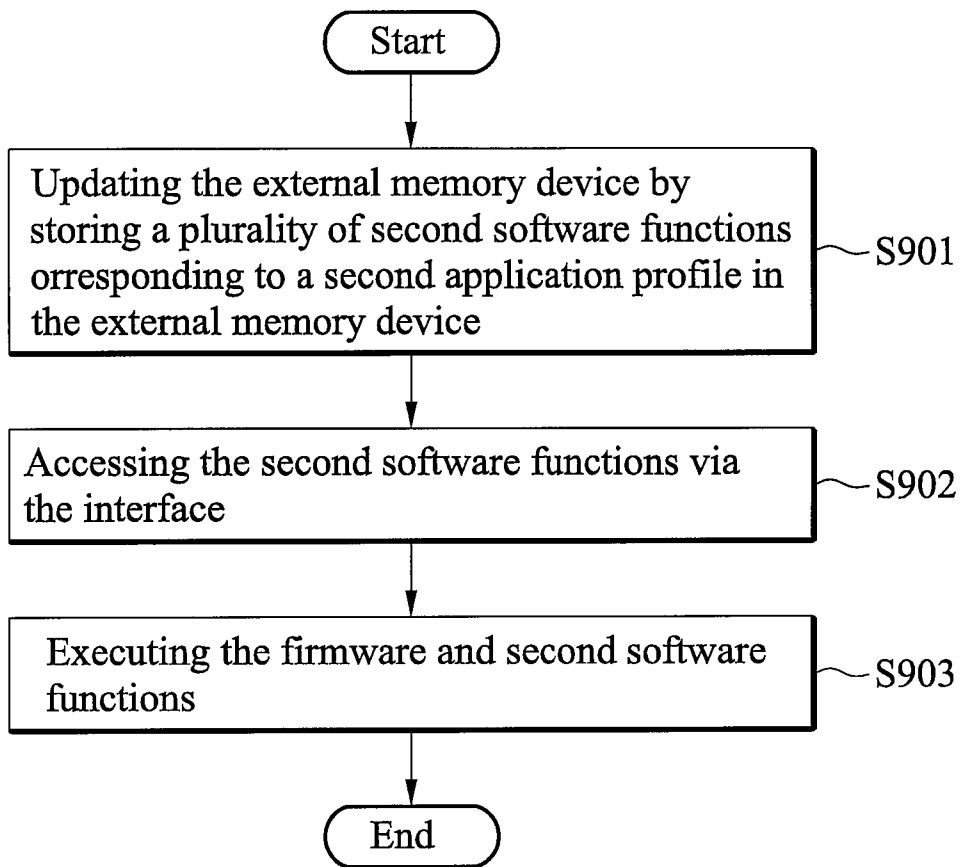 Start
Updating the external memory device by
storing a plurality of second software functions
orresponding to a second application profile in
the external memory device
S901
Accessing the second software functions via
the interface
S902
Executing the firmware and second software
functions
S903
End